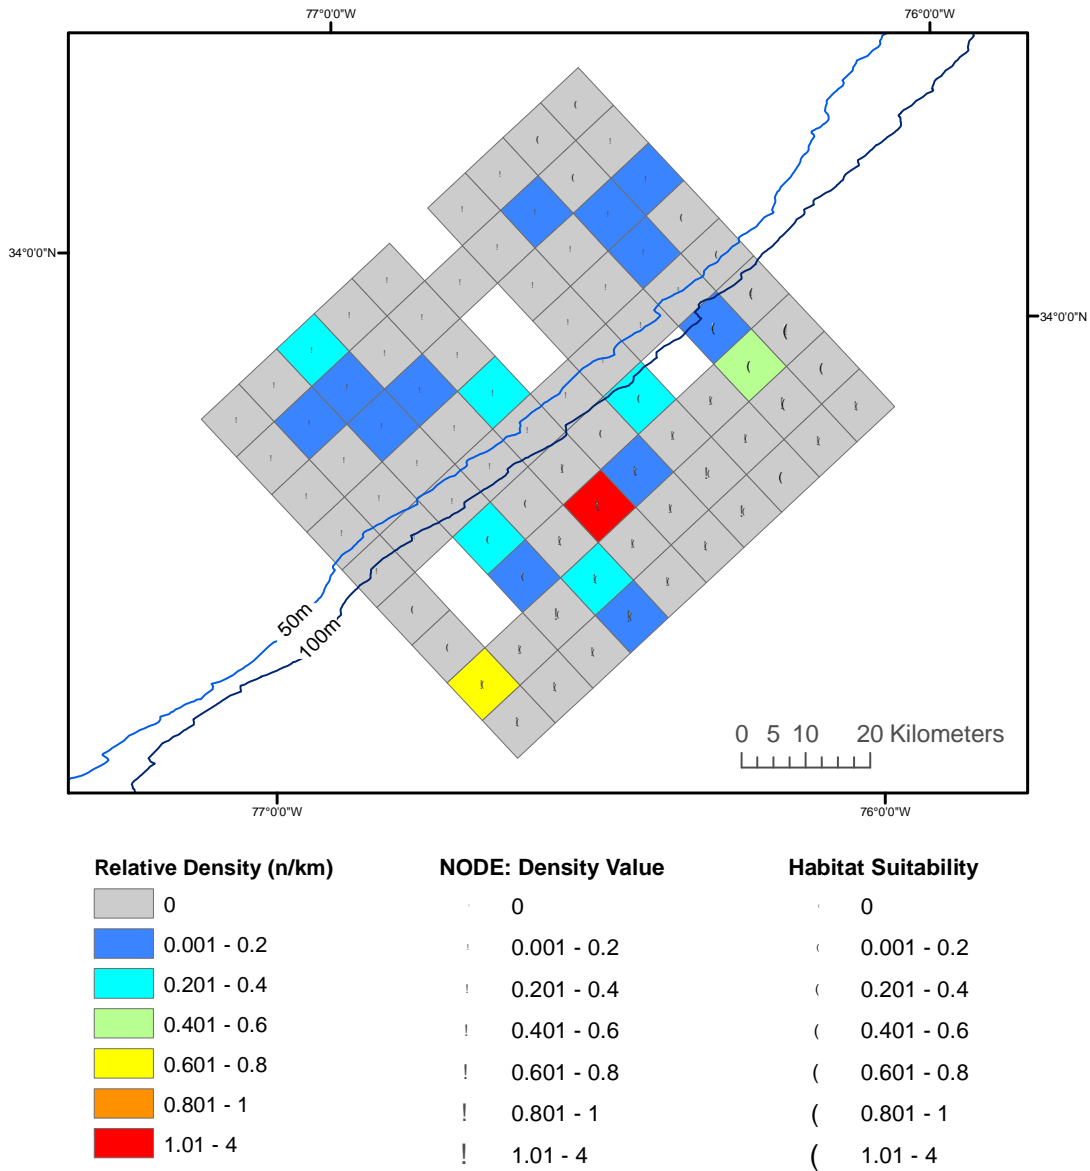 77°0'0"W 76°0'0"W
34°0'0"N
34°0'0"N
50m
100m
0 5 10 20 Kilometers
77°0'0"W 76°0'0"W
Relative Density (n/km) NODE: Density Value Habitat Suitability
0 0 0
0.001 - 0.2 ! 0.001 - 0.2 ( 0.001 - 0.2
0.201 - 0.4 ! 0.201 - 0.4 ( 0.201 - 0.4
0.401 - 0.6 ! 0.401 - 0.6 ( 0.401 - 0.6
0.601 - 0.8 ! 0.601 - 0.8 ( 0.601 - 0.8
0.801 - 1 ! 0.801 - 1 ( 0.801 - 1
1.01 - 4 ! 1.01 - 4 ( 1.01 - 4